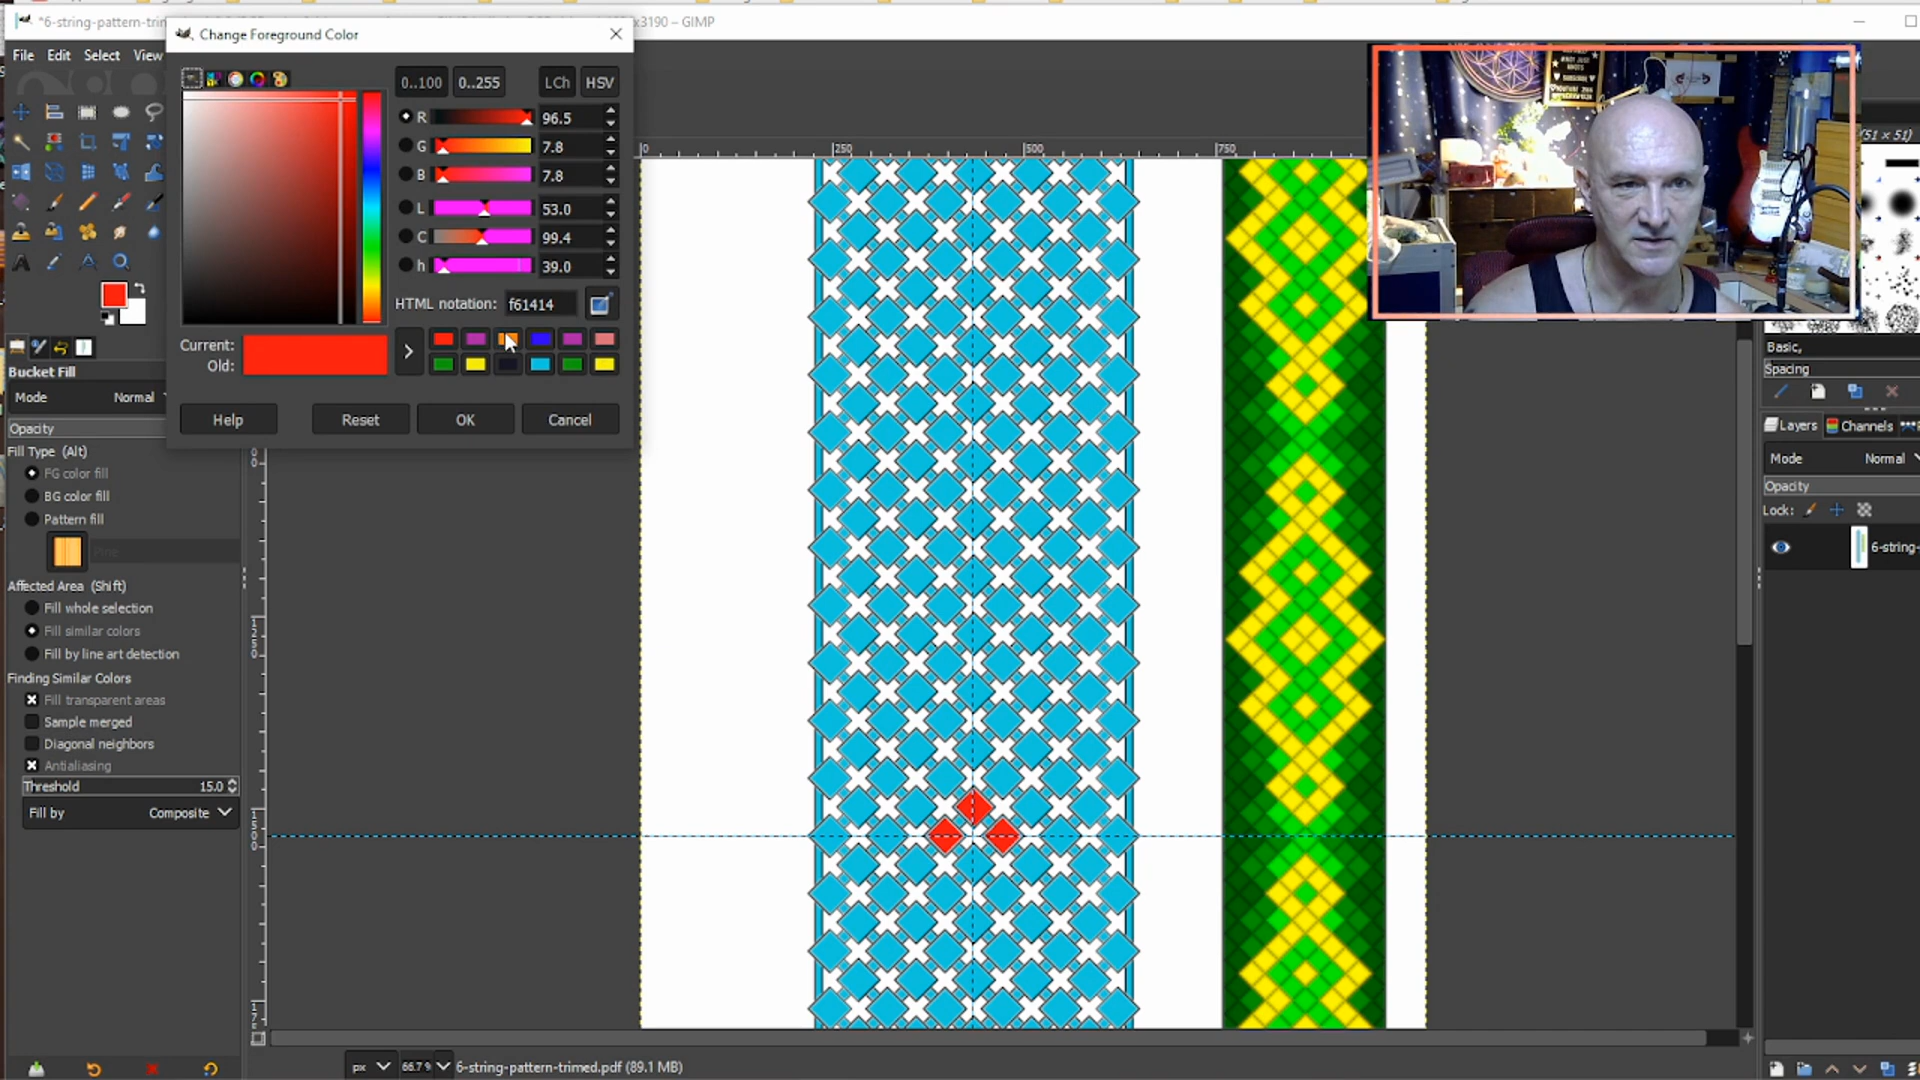 *6-string-pattern-trim
x3190 – GIMP
Change Foreground Color
File Edit Select View
0..100 0..255 LCh HSV
R 96.5
G 7.8
B 7.8
L 53.0
C 99.4
h 39.0
HTML notation: f61414
Current:
Old:
Help Reset OK Cancel
Bucket Fill
Mode Normal
Opacity
Fill Type (Alt)
FG color fill
BG color fill
Pattern fill
Pine
Affected Area (Shift)
Fill whole selection
Fill similar colors
Fill by line art detection
Finding Similar Colors
Fill transparent areas
Sample merged
Diagonal neighbors
Antialiasing
Threshold 15.0
Fill by Composite
0 250 500 750
(51 × 51)
Basic,
Spacing
Layers Channels
Mode Normal
Opacity
Lock:
6-string-
px 66.7 % 6-string-pattern-trimed.pdf (89.1 MB)